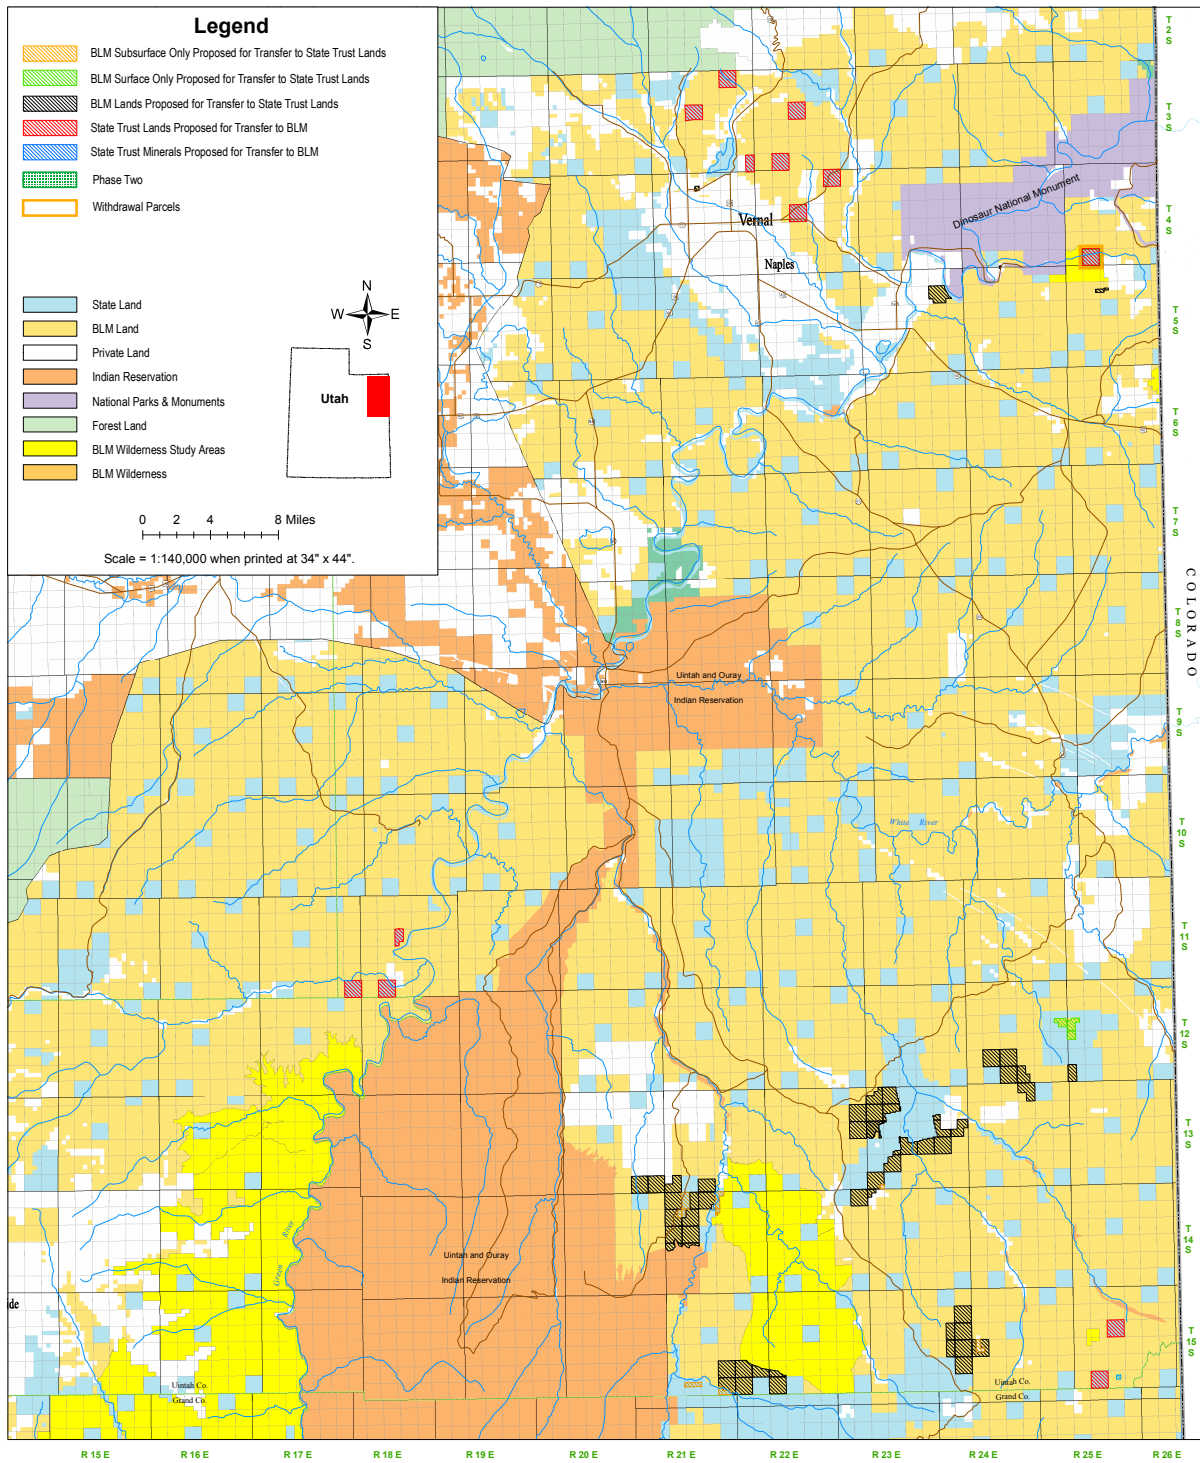 Legend
BLM Subsurface Only Proposed for Transfer to State Trust Lands
BLM Surface Only Proposed for Transfer to State Trust Lands
BLM Lands Proposed for Transfer to State Trust Lands
State Trust Lands Proposed for Transfer to BLM
State Trust Minerals Proposed for Transfer to BLM
Phase Two
Withdrawal Parcels
State Land
BLM Land
Private Land
Indian Reservation
National Parks & Monuments
Forest Land
BLM Wilderness Study Areas
BLM Wilderness
N
W E
S
Utah
0 2 4 8 Miles
Scale = 1:140,000 when printed at 34" x 44".
Dinosaur National Monument
Vernal
Naples
Uintah and Ouray
Indian Reservation
White River
Green River
Uintah and Ouray
Indian Reservation
ide
Uintah Co.
Grand Co.
Uintah Co.
Grand Co.
T
2
S
T
3
S
T
4
S
T
5
S
T
6
S
T
7
S
T
8
S
COLORADO
T
9
S
T
10
S
T
11
S
T
12
S
T
13
S
T
14
S
T
15
S
R 15 E R 16 E R 17 E R 18 E R 19 E R 20 E R 21 E R 22 E R 23 E R 24 E R 25 E R 26 E